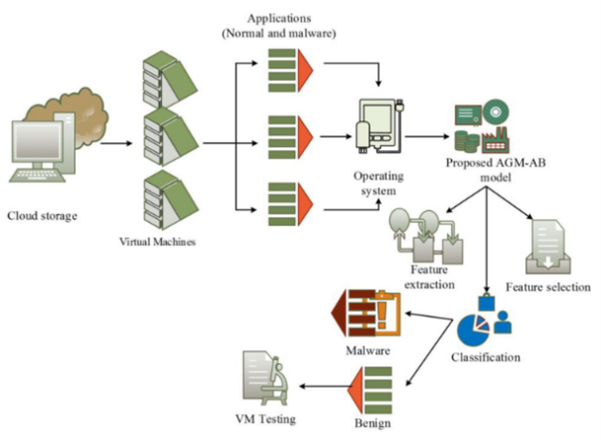 Applications
(Normal and malware)
Cloud storage
Virtual Machines
Operating
system
Proposed AGM-AB
model
Feature
extraction
Feature selection
Classification
Malware
Benign
VM Testing